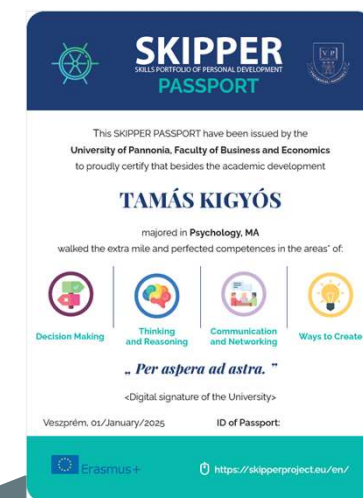 SKIPPER
SKILLS PORTFOLIO OF PERSONAL DEVELOPMENT
PASSPORT
This SKIPPER PASSPORT have been issued by the
University of Pannonia, Faculty of Business and Economics
to proudly certify that besides the academic development
TAMÁS KIGYÓS
majored in Psychology, MA
walked the extra mile and perfected competences in the areas* of:
Decision Making
Thinking and Reasoning
Communication and Networking
Ways to Create
„ Per aspera ad astra. ”
<Digital signature of the University>
Veszprém, 01/January/2025 ID of Passport:
Erasmus+ https://skipperproject.eu/en/